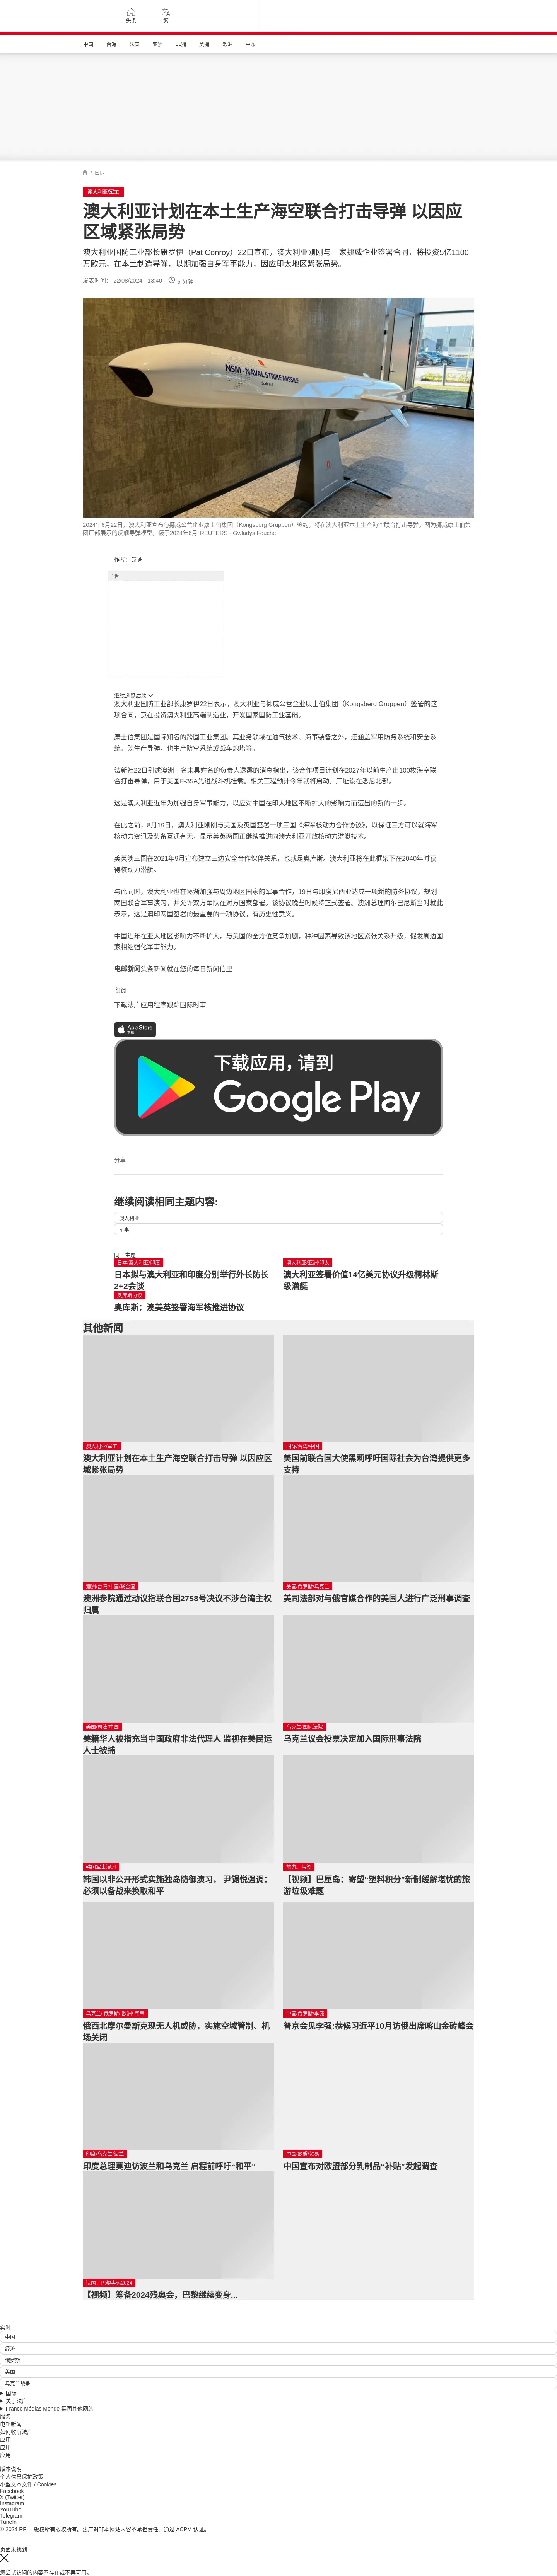 头条
繁
中国
台海
法国
亚洲
非洲
美洲
欧洲
中东
/ 国际
澳大利亚/军工
澳大利亚计划在本土生产海空联合打击导弹 以因应
区域紧张局势
澳大利亚国防工业部长康罗伊（Pat Conroy）22日宣布，澳大利亚刚刚与一家挪威企业签署合同，将投资5亿1100
万欧元，在本土制造导弹，以期加强自身军事能力，因应印太地区紧张局势。
发表时间： 22/08/2024 - 13:40
5 分钟
NSM - NAVAL STRIKE MISSILE
2024年8月22日，澳大利亚宣布与挪威公营企业康士伯集团（Kongsberg Gruppen）签约，将在澳大利亚本土生产海空联合打击导弹。图为挪威康士伯集
团厂部展示的反舰导弹模型。摄于2024年8月 REUTERS - Gwladys Fouche
作者： 瑞迪
广告
继续浏览后续
澳大利亚国防工业部长康罗伊22日表示，澳大利亚与挪威公营企业康士伯集团（Kongsberg Gruppen）签署的这
项合同，意在投资澳大利亚高端制造业，开发国家国防工业基础。
康士伯集团是国际知名的跨国工业集团。其业务领域在油气技术、海事装备之外，还涵盖军用防务系统和安全系
统。既生产导弹，也生产防空系统或战车炮塔等。
法新社22日引述澳洲一名未具姓名的负责人透露的消息指出，该合作项目计划在2027年以前生产出100枚海空联
合打击导弹，用于美国F-35A先进战斗机挂载。相关工程预计今年就将启动。厂址设在悉尼北部。
这是澳大利亚近年为加强自身军事能力，以应对中国在印太地区不断扩大的影响力而迈出的新的一步。
在此之前，8月19日，澳大利亚刚刚与美国及英国签署一项三国《海军核动力合作协议》，以保证三方可以就海军
核动力资讯及装备互通有无，显示美英两国正继续推进向澳大利亚开放核动力潜艇技术。
美英澳三国在2021年9月宣布建立三边安全合作伙伴关系，也就是奥库斯。澳大利亚将在此框架下在2040年时获
得核动力潜艇。
与此同时，澳大利亚也在逐渐加强与周边地区国家的军事合作，19日与印度尼西亚达成一项新的防务协议，规划
两国联合军事演习，并允许双方军队在对方国家部署。该协议晚些时候将正式签署。澳洲总理阿尔巴尼斯当时就此
表示，这是澳印两国签署的最重要的一项协议，有历史性意义。
中国近年在亚太地区影响力不断扩大，与美国的全方位竞争加剧，种种因素导致该地区紧张关系升级，促发周边国
家相继强化军事能力。
电邮新闻头条新闻就在您的每日新闻信里
订阅
下载法广应用程序跟踪国际时事
App Store
下载
下载应用，请到
Google Play
分享 :
继续阅读相同主题内容:
澳大利亚
军事
同一主题
日本/澳大利亚/印度
日本拟与澳大利亚和印度分别举行外长防长
2+2会谈
澳大利亚/亚洲/印太
澳大利亚签署价值14亿美元协议升级柯林斯
级潜艇
奥库斯协议
奥库斯：澳美英签署海军核推进协议
其他新闻
澳大利亚/军工
澳大利亚计划在本土生产海空联合打击导弹 以因应区
域紧张局势
国际/台湾/中国
美国前联合国大使黑莉呼吁国际社会为台湾提供更多
支持
澳洲/台湾/中国/联合国
澳洲参院通过动议指联合国2758号决议不涉台湾主权
归属
美国/俄罗斯/乌克兰
美司法部对与俄官媒合作的美国人进行广泛刑事调查
美国/司法/中国
美籍华人被指充当中国政府非法代理人 监视在美民运
人士被捕
乌克兰/国际法院
乌克兰议会投票决定加入国际刑事法院
韩国军事演习
韩国以非公开形式实施独岛防御演习， 尹锡悦强调：
必须以备战来换取和平
旅游、污染
【视频】巴厘岛：寄望“塑料积分”新制缓解堪忧的旅
游垃圾难题
乌克兰/ 俄罗斯/ 欧洲/ 军事
俄西北摩尔曼斯克现无人机威胁，实施空域管制、机
场关闭
中国/俄罗斯/李强
普京会见李强:恭候习近平10月访俄出席喀山金砖峰会
印度/乌克兰/波兰
印度总理莫迪访波兰和乌克兰 启程前呼吁“和平”
中国/欧盟/贸易
中国宣布对欧盟部分乳制品“补贴”发起调查
法国、巴黎奥运2024
【视频】筹备2024残奥会，巴黎继续变身...
实时
中国
经济
俄罗斯
美国
乌克兰战争
国际
关于法广
France Médias Monde 集团其他网站
服务
电邮新闻
如何收听法广
应用
应用
应用
版本说明
个人信息保护政策
小型文本文件 / Cookies
Facebook
X (Twitter)
Instagram
YouTube
Telegram
TuneIn
© 2024 RFI – 版权所有版权所有。法广对非本网站内容不承担责任。通过 ACPM 认证。
页面未找到
您尝试访问的内容不存在或不再可用。